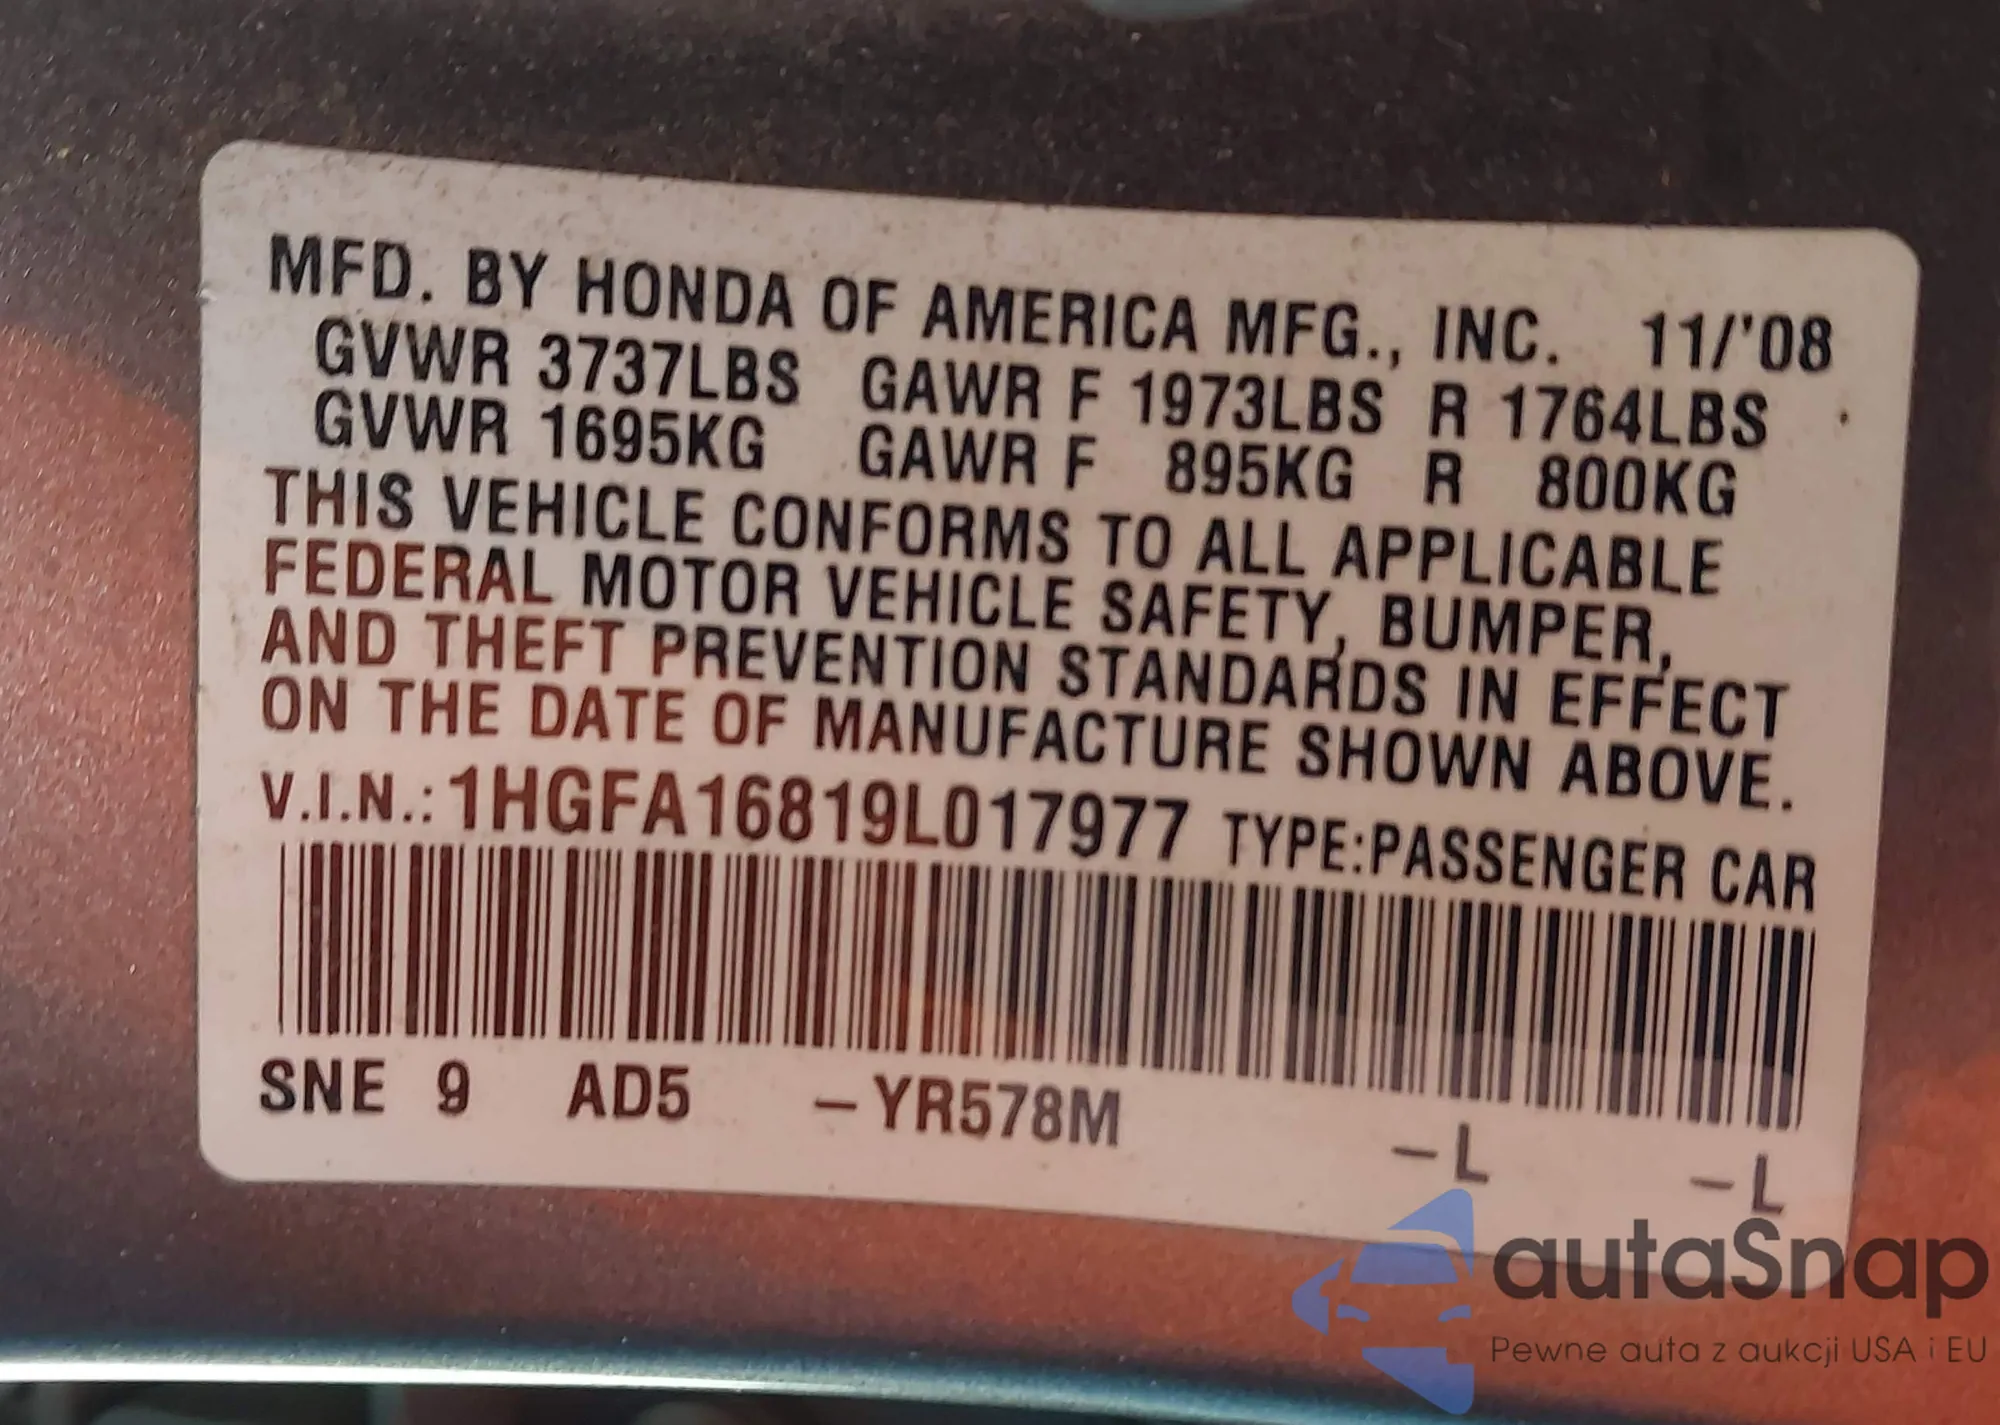 MFD. BY HONDA OF AMERICA MFG., INC. 11/'08
GVWR 3737LBS GAWR F 1973LBS R 1764LBS
GVWR 1695KG GAWR F 895KG R 800KG
THIS VEHICLE CONFORMS TO ALL APPLICABLE
FEDERAL MOTOR VEHICLE SAFETY, BUMPER,
AND THEFT PREVENTION STANDARDS IN EFFECT
ON THE DATE OF MANUFACTURE SHOWN ABOVE.
V.I.N.: 1HGFA16819L017977 TYPE:PASSENGER CAR
SNE 9 AD5 –YR578M –L –L
autaSnap
Pewne auta z aukcji USA i EU